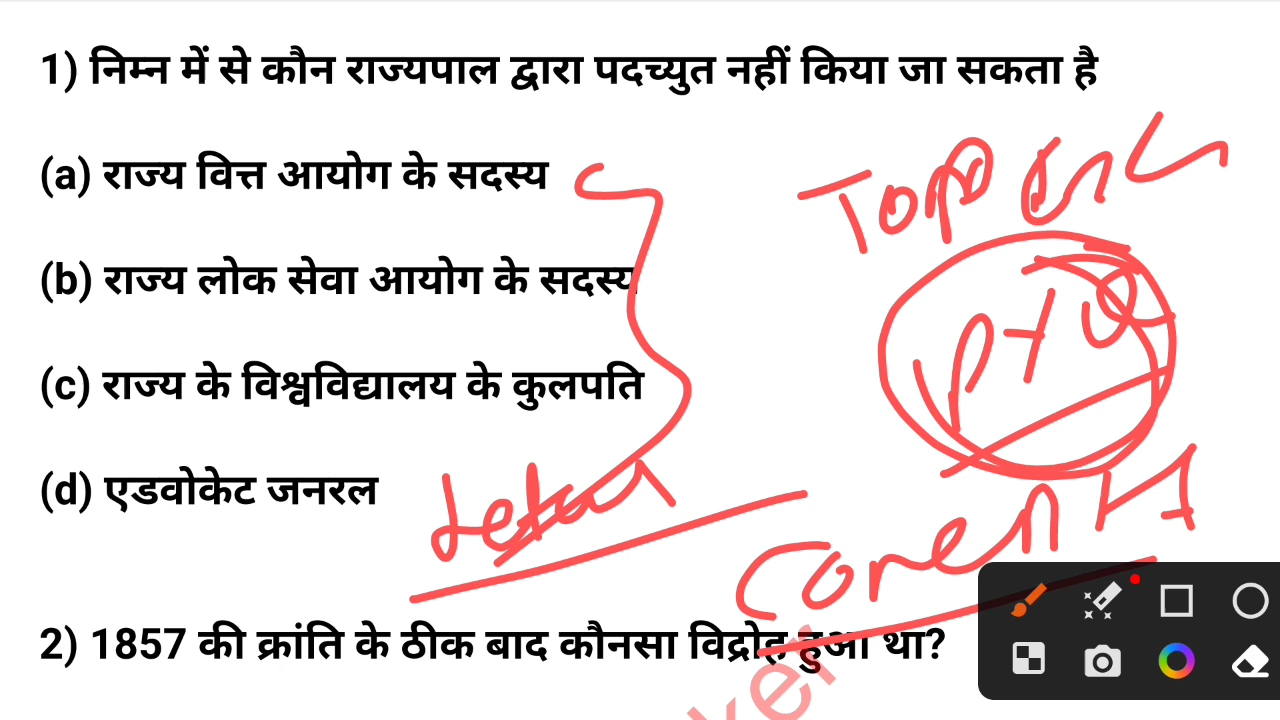 1) निम्न में से कौन राज्यपाल द्वारा पदच्युत नहीं किया जा सकता है
(a) राज्य वित्त आयोग के सदस्य
(b) राज्य लोक सेवा आयोग के सदस्य
(c) राज्य के विश्वविद्यालय के कुलपति
(d) एडवोकेट जनरल
2) 1857 की क्रांति के ठीक बाद कौनसा विद्रोह हुआ था?